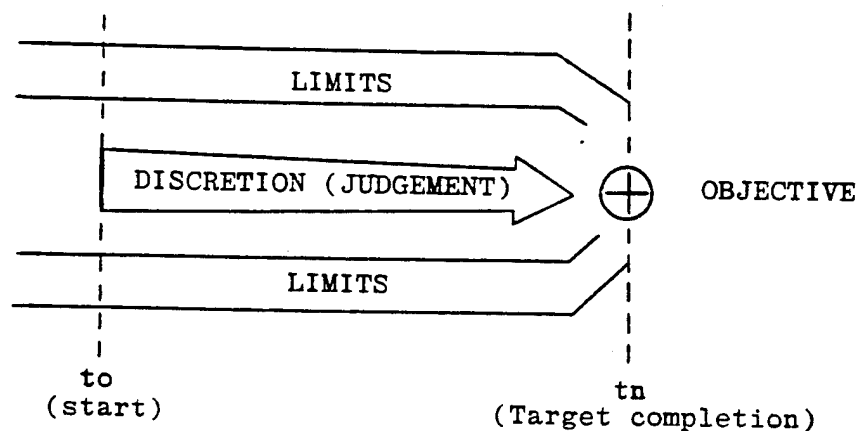 LIMITS
DISCRETION (JUDGEMENT)
OBJECTIVE
LIMITS
to
(start)
tn
(Target completion)